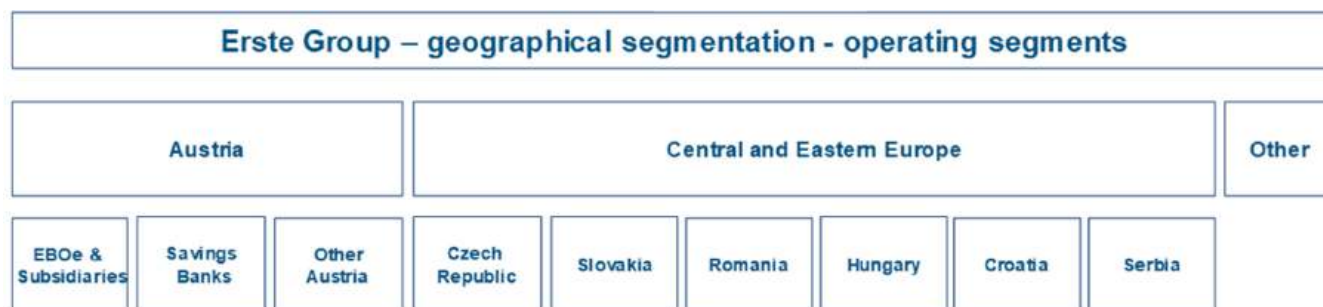 Erste Group – geographical segmentation - operating segments
Austria
Central and Eastern Europe
Other
EBOe &
Subsidiaries
Savings
Banks
Other
Austria
Czech
Republic
Slovakia
Romania
Hungary
Croatia
Serbia